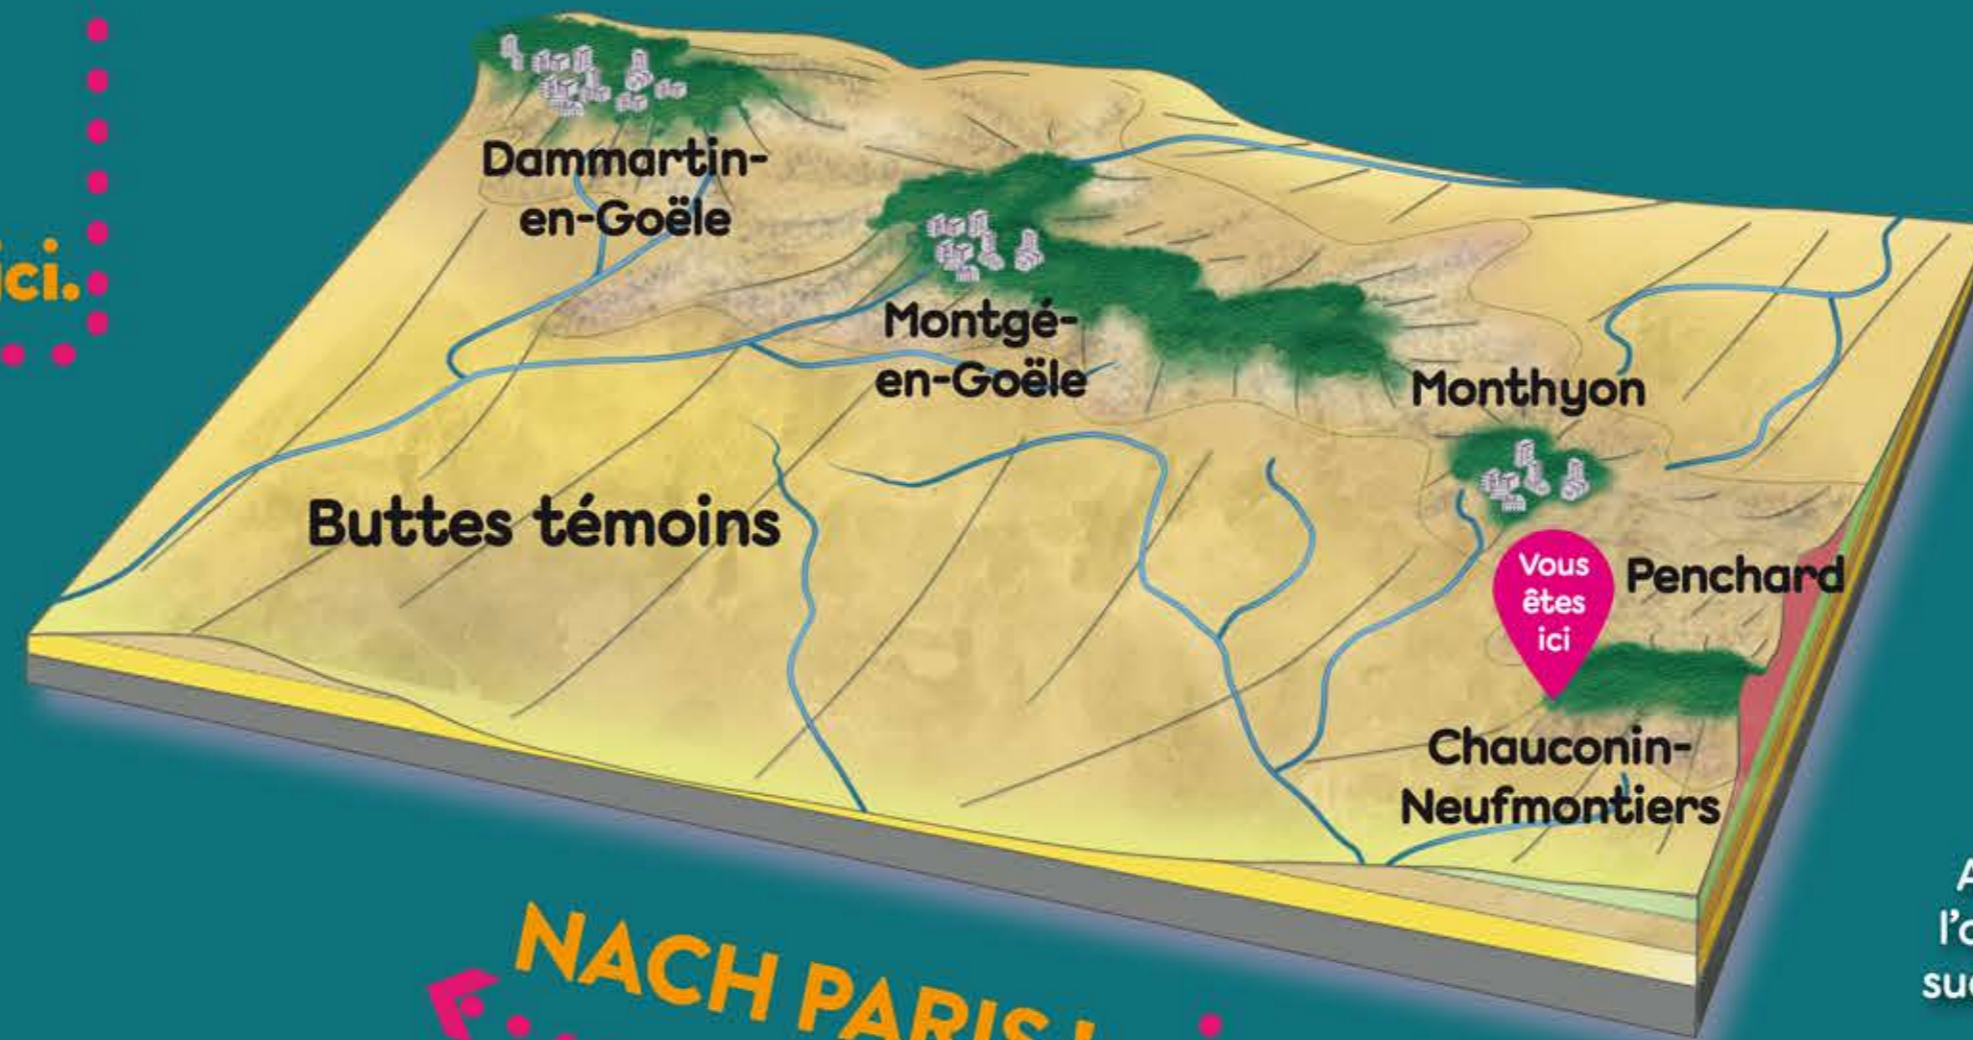 ici.
Dammartin-
en-Goële
Montgé-
en-Goële
Monthyon
Buttes témoins
Vous
êtes
ici
Penchard
Chauconin-
Neufmontiers
NACH PARIS !